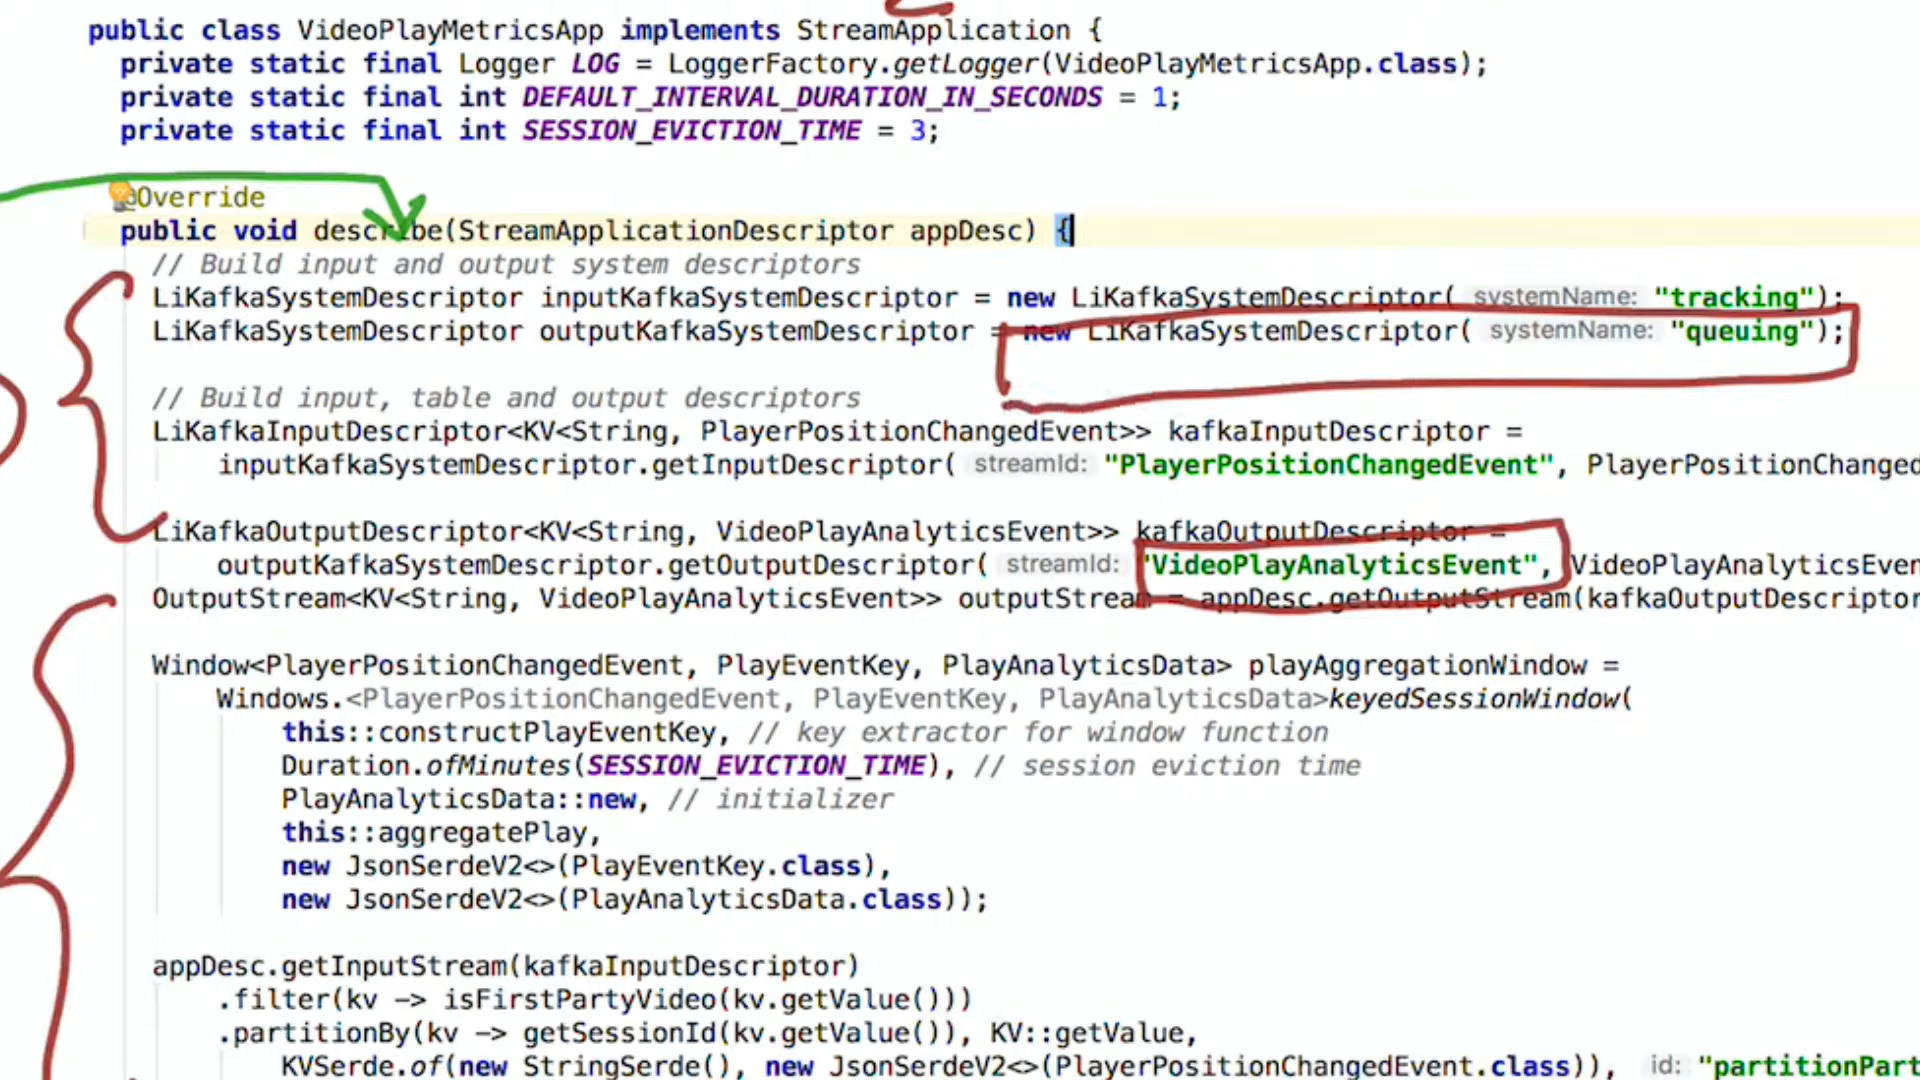 public class VideoPlayMetricsApp implements StreamApplication {
private static final Logger LOG = LoggerFactory.getLogger(VideoPlayMetricsApp.class);
private static final int DEFAULT_INTERVAL_DURATION_IN_SECONDS = 1;
private static final int SESSION_EVICTION_TIME = 3;
@Override
public void describe(StreamApplicationDescriptor appDesc) {
// Build input and output system descriptors
LiKafkaSystemDescriptor inputKafkaSystemDescriptor = new LiKafkaSystemDescriptor( systemName: "tracking");
LiKafkaSystemDescriptor outputKafkaSystemDescriptor = new LiKafkaSystemDescriptor( systemName: "queuing");
// Build input, table and output descriptors
LiKafkaInputDescriptor<KV<String, PlayerPositionChangedEvent>> kafkaInputDescriptor =
inputKafkaSystemDescriptor.getInputDescriptor( streamId: "PlayerPositionChangedEvent", PlayerPositionChanged
LiKafkaOutputDescriptor<KV<String, VideoPlayAnalyticsEvent>> kafkaOutputDescriptor =
outputKafkaSystemDescriptor.getOutputDescriptor( streamId: "VideoPlayAnalyticsEvent", VideoPlayAnalyticsEven
OutputStream<KV<String, VideoPlayAnalyticsEvent>> outputStream = appDesc.getOutputStream(kafkaOutputDescriptor
Window<PlayerPositionChangedEvent, PlayEventKey, PlayAnalyticsData> playAggregationWindow =
Windows.<PlayerPositionChangedEvent, PlayEventKey, PlayAnalyticsData>keyedSessionWindow(
this::constructPlayEventKey, // key extractor for window function
Duration.ofMinutes(SESSION_EVICTION_TIME), // session eviction time
PlayAnalyticsData::new, // initializer
this::aggregatePlay,
new JsonSerdeV2<>(PlayEventKey.class),
new JsonSerdeV2<>(PlayAnalyticsData.class));
appDesc.getInputStream(kafkaInputDescriptor)
.filter(kv -> isFirstPartyVideo(kv.getValue()))
.partitionBy(kv -> getSessionId(kv.getValue()), KV::getValue,
KVSerde.of(new StringSerde(), new JsonSerdeV2<>(PlayerPositionChangedEvent.class)), id: "partitionPart